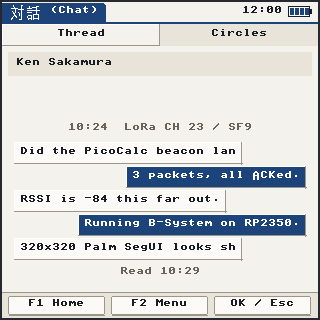 対話 (Chat) 12:00
Thread Circles
Ken Sakamura
10:24 LoRa CH 23 / SF9
Did the PicoCalc beacon lan
3 packets, all ACKed.
RSSI is -84 this far out.
Running B-System on RP2350.
320x320 Palm SegUI looks sh
Read 10:29
F1 Home F2 Menu OK / Esc